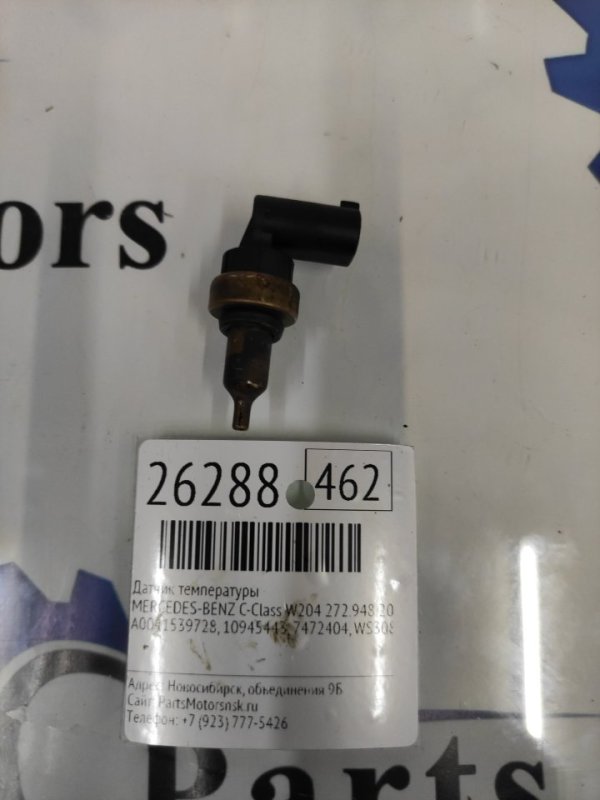 ors
26288 462
Датчик температуры
MERCEDES-BENZ C-Class W204 272.948 20
A0041539728, 10945443, 7472404, WS308
Адрес: Новосибирск, объединения 9Б
Сайт: PartsMotorsnsk.ru
Телефон: +7 (923) 777-5426
Parts